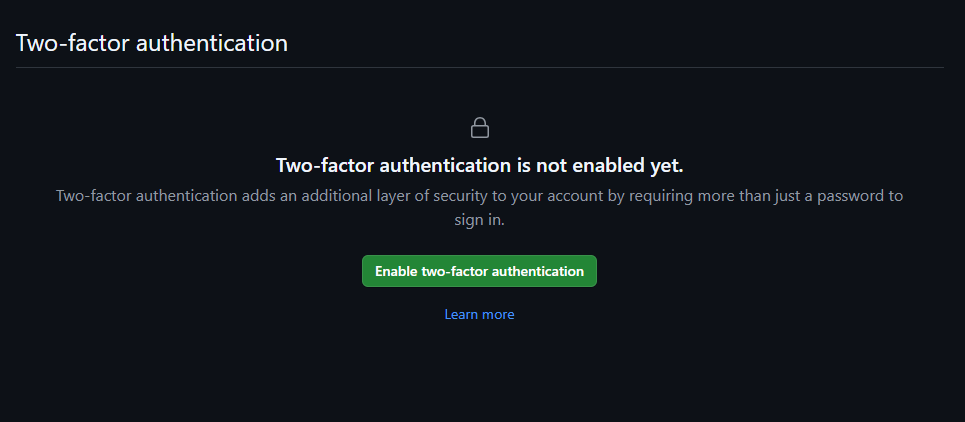 Two-factor authentication
Two-factor authentication is not enabled yet.
Two-factor authentication adds an additional layer of security to your account by requiring more than just a password to
sign in.
Enable two-factor authentication
Learn more